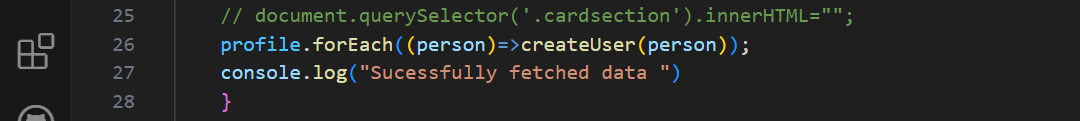 25 // document.querySelector('.cardsection').innerHTML="";
26 profile.forEach((person)=>createUser(person));
27 console.log("Sucessfully fetched data ")
28 }